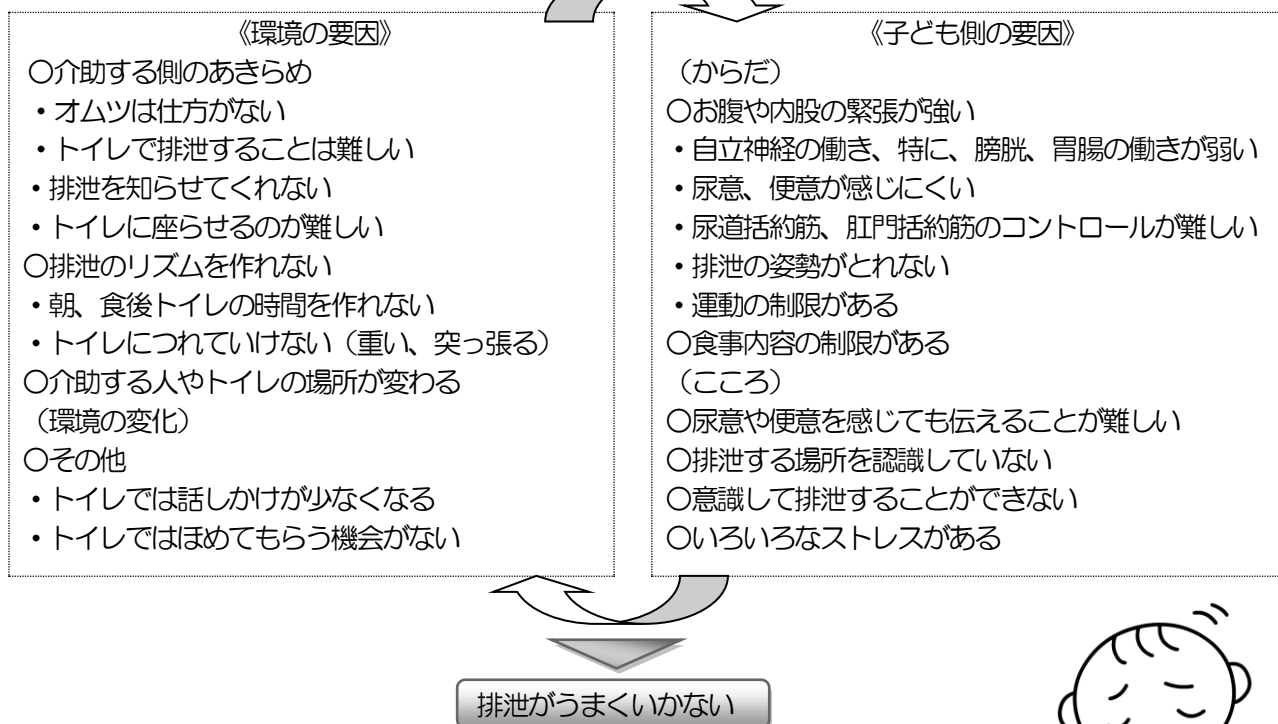 《環境の要因》
〇介助する側のあきらめ
・オムツは仕方がない
・トイレで排泄することは難しい
・排泄を知らせてくれない
・トイレに座らせるのが難しい
〇排泄のリズムを作れない
・朝、食後トイレの時間を作れない
・トイレにつれていけない（重い、突っ張る）
〇介助する人やトイレの場所が変わる
（環境の変化）
〇その他
・トイレでは話しかけが少なくなる
・トイレではほめてもらう機会がない
《子ども側の要因》
（からだ）
〇お腹や内股の緊張が強い
・自立神経の働き、特に、膀胱、胃腸の働きが弱い
・尿意、便意が感じにくい
・尿道括約筋、肛門括約筋のコントロールが難しい
・排泄の姿勢がとれない
・運動の制限がある
〇食事内容の制限がある
（こころ）
〇尿意や便意を感じても伝えることが難しい
〇排泄する場所を認識していない
〇意識して排泄することができない
〇いろいろなストレスがある
排泄がうまくいかない